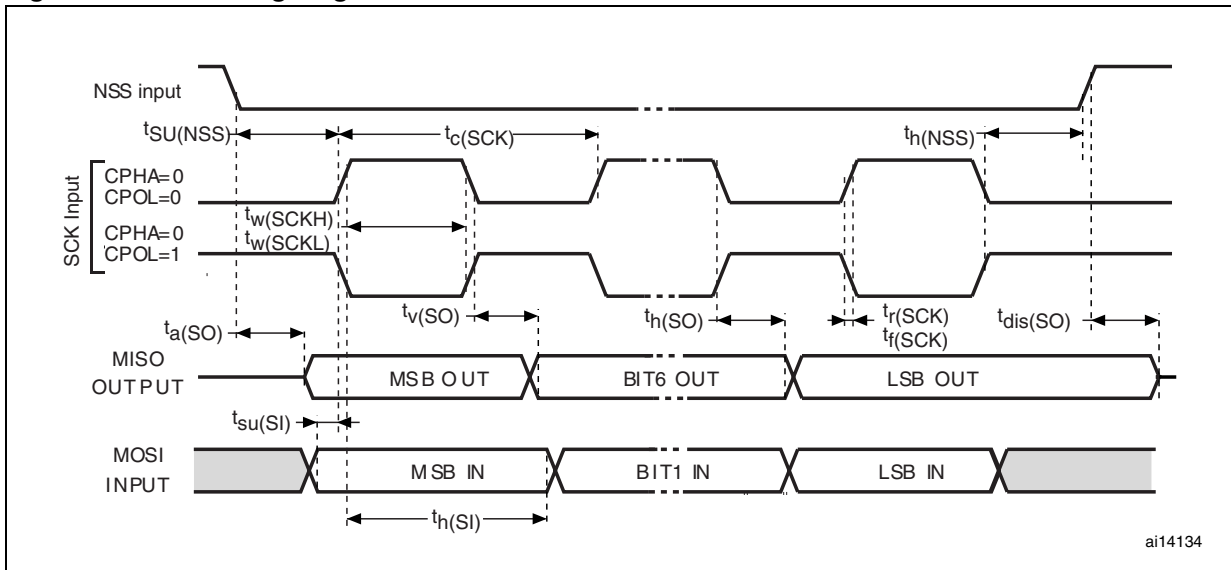 NSS input
tSU(NSS)
tc(SCK)
th(NSS)
SCK Input
CPHA=0
CPOL=0
tw(SCKH)
CPHA=0
tw(SCKL)
CPOL=1
tv(SO)
ta(SO)
th(SO)
tr(SCK)
tf(SCK)
tdis(SO)
MISO
OUTPUT
MSB OUT
BIT6 OUT
LSB OUT
tsu(SI)
MOSI
INPUT
MSB IN
BIT1 IN
LSB IN
th(SI)
ai14134